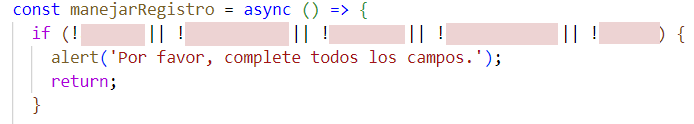 const manejarRegistro = async () => {
if (! || ! || ! || ! || ! ) {
alert('Por favor, complete todos los campos.');
return;
}